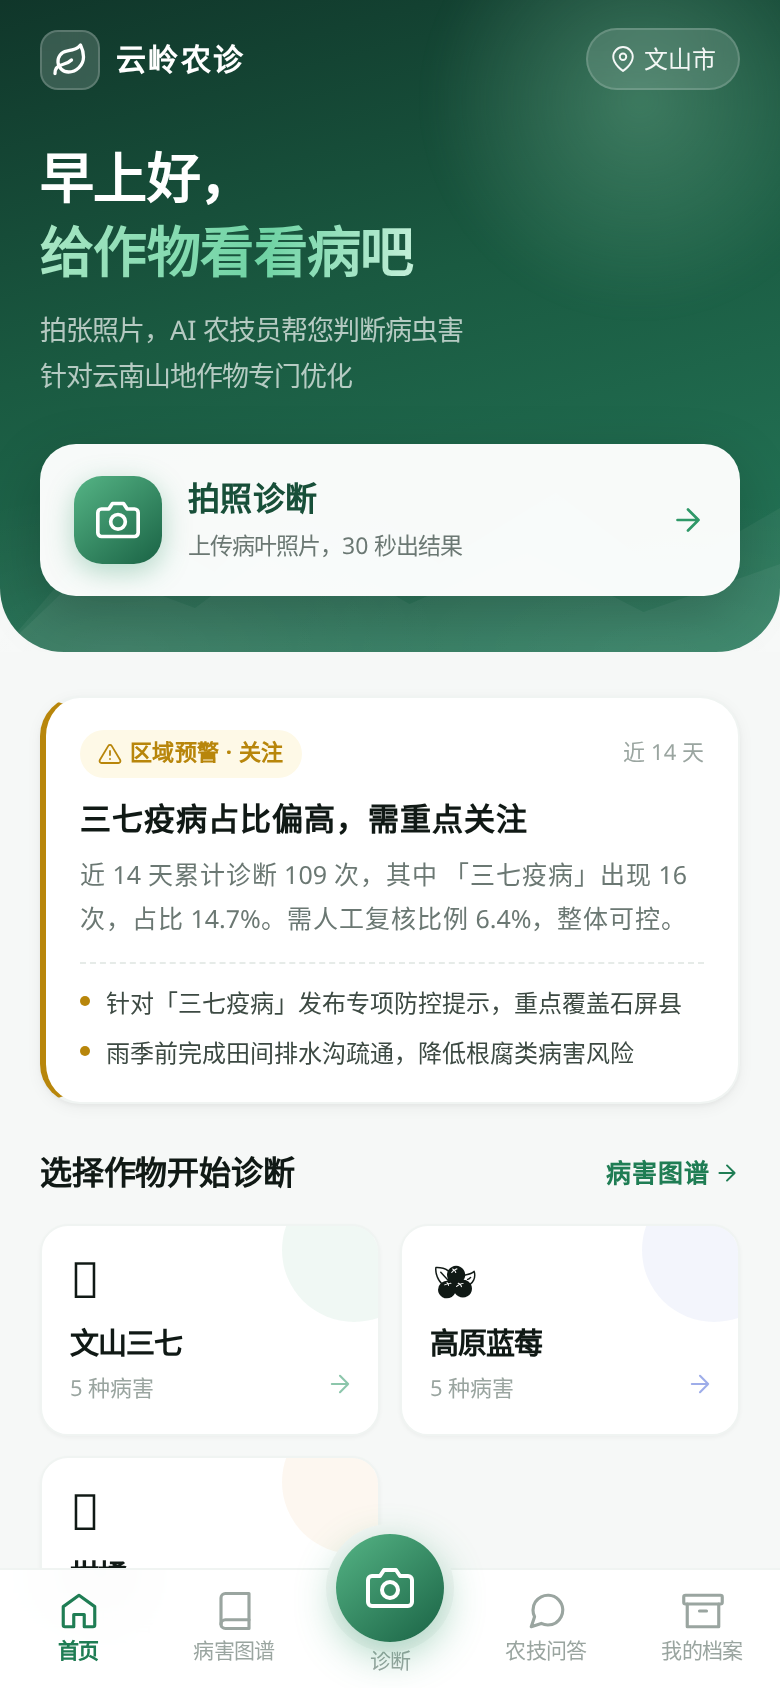 云岭农诊
文山市
早上好，
给作物看看病吧
拍张照片，AI 农技员帮您判断病虫害
针对云南山地作物专门优化
拍照诊断
上传病叶照片，30 秒出结果
区域预警 · 关注
近 14 天
三七疫病占比偏高，需重点关注
近 14 天累计诊断 109 次，其中 「三七疫病」出现 16
次，占比 14.7%。需人工复核比例 6.4%，整体可控。
针对「三七疫病」发布专项防控提示，重点覆盖石屏县
雨季前完成田间排水沟疏通，降低根腐类病害风险
选择作物开始诊断
病害图谱
文山三七
5 种病害
高原蓝莓
5 种病害
首页
病害图谱
诊断
农技问答
我的档案